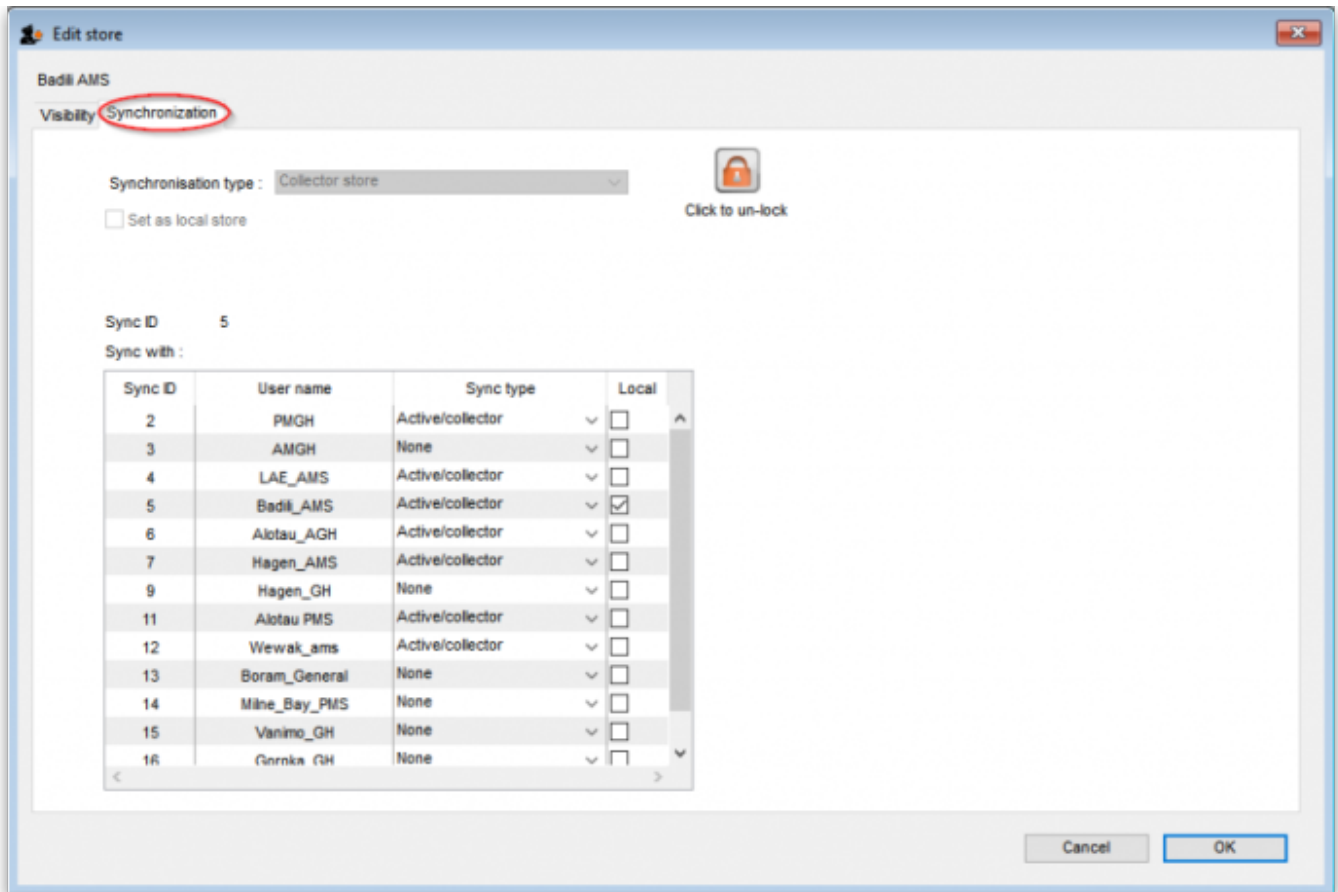 Edit store
Badili AMS
Visibility Synchronization
Synchronisation type : Collector store
Set as local store
Click to un-lock
Sync ID 5
Sync with :
Sync ID User name Sync type Local
2 PMGH Active/collector
3 AMGH None
4 LAE_AMS Active/collector
5 Badili_AMS Active/collector
6 Alotau_AGH Active/collector
7 Hagen_AMS Active/collector
9 Hagen_GH None
11 Alotau PMS Active/collector
12 Wewak_ams Active/collector
13 Boram_General None
14 Milne_Bay_PMS None
15 Vanimo_GH None
16 Gornka_GH None
Cancel OK